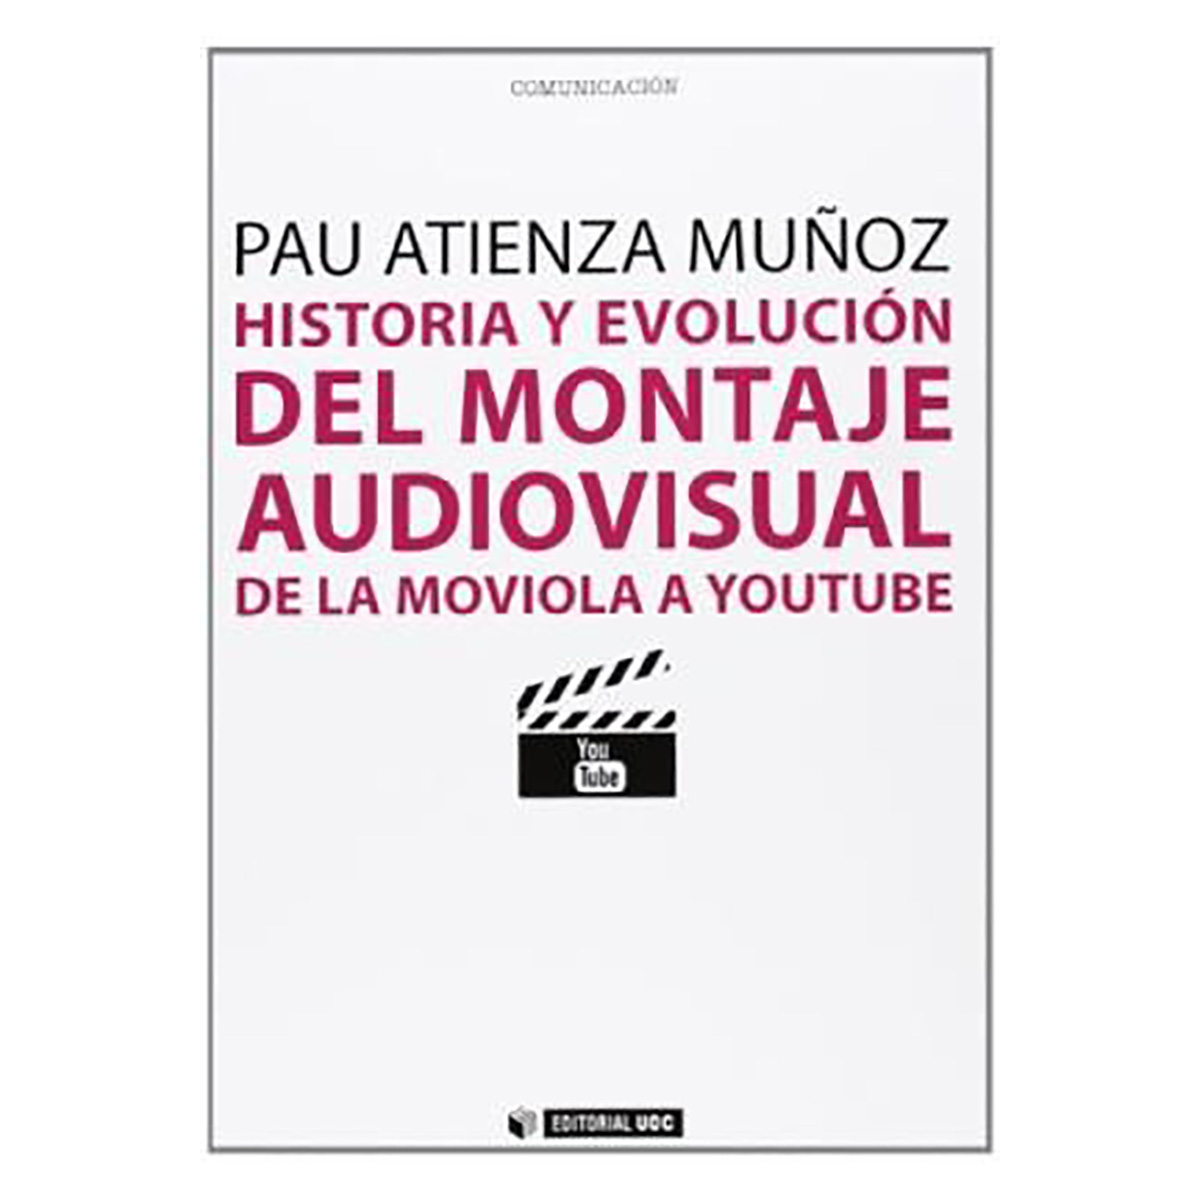 COMUNICACIÓN
PAU ATIENZA MUÑOZ
HISTORIA Y EVOLUCIÓN
DEL MONTAJE
AUDIOVISUAL
DE LA MOVIOLA A YOUTUBE
You
Tube
EDITORIAL UOC